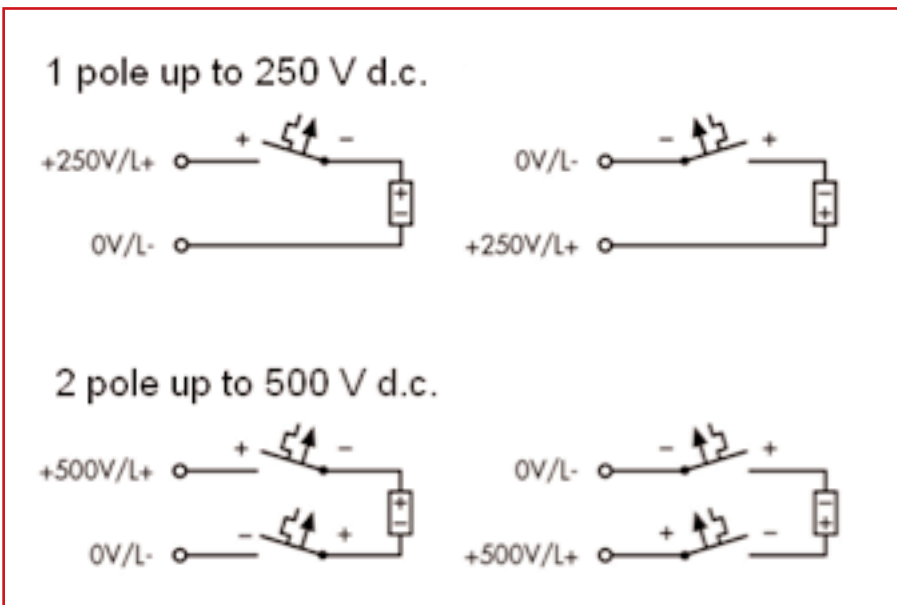 1 pole up to 250 V d.c.
+ − − +
+250V/L+ 0V/L-
+ −
− +
0V/L- +250V/L+
2 pole up to 500 V d.c.
+ − − +
+500V/L+ 0V/L-
+ −
− +
− + + −
0V/L- +500V/L+